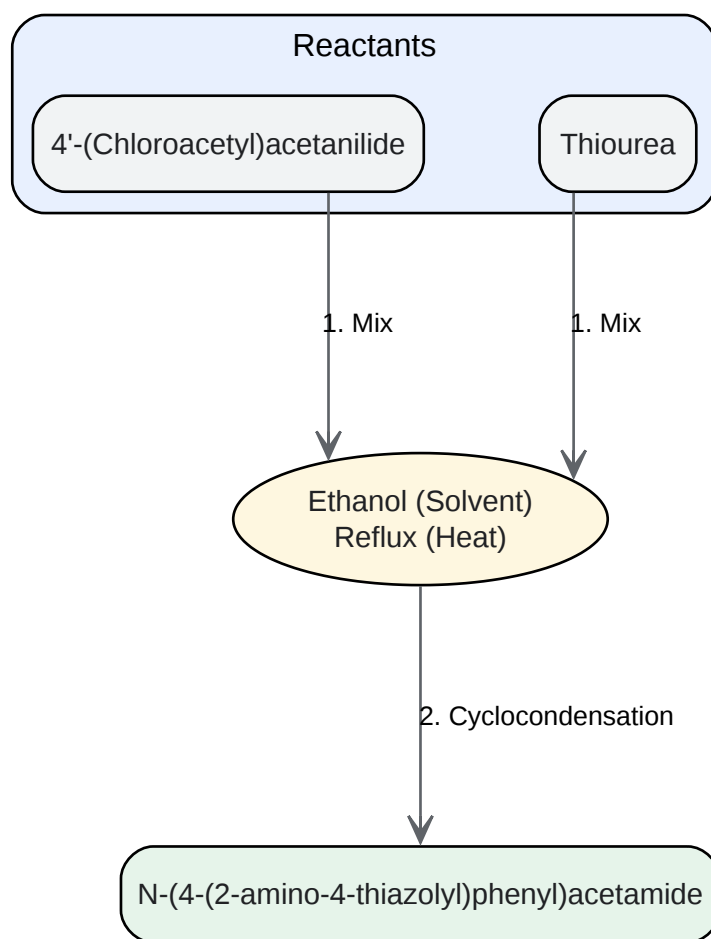 Reactants
4'-(Chloroacetyl)acetanilide
Thiourea
1. Mix
1. Mix
Ethanol (Solvent)
Reflux (Heat)
2. Cyclocondensation
N-(4-(2-amino-4-thiazolyl)phenyl)acetamide